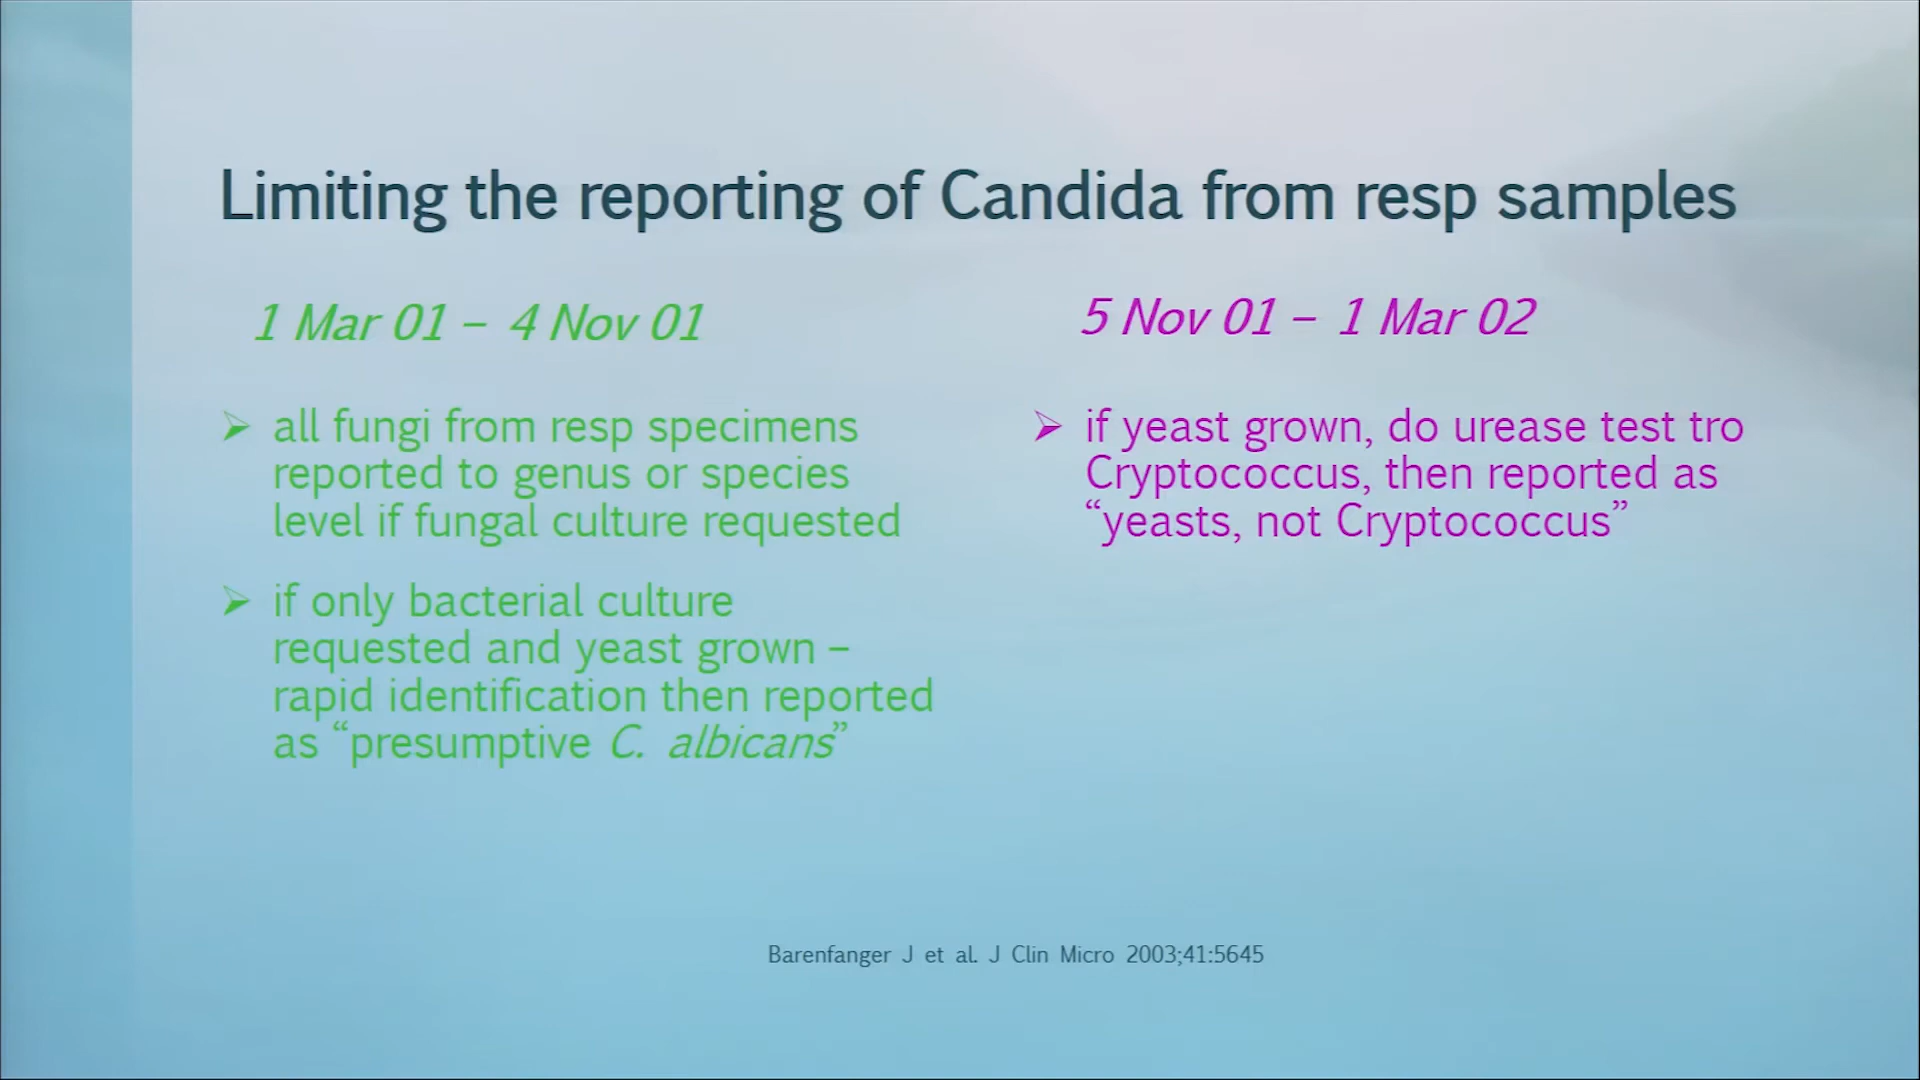 Limiting the reporting of Candida from resp samples
1 Mar 01 – 4 Nov 01
➢ all fungi from resp specimens
reported to genus or species
level if fungal culture requested
➢ if only bacterial culture
requested and yeast grown –
rapid identification then reported
as “presumptive C. albicans”
5 Nov 01 – 1 Mar 02
➢ if yeast grown, do urease test tro
Cryptococcus, then reported as
“yeasts, not Cryptococcus”
Barenfanger J et al. J Clin Micro 2003;41:5645